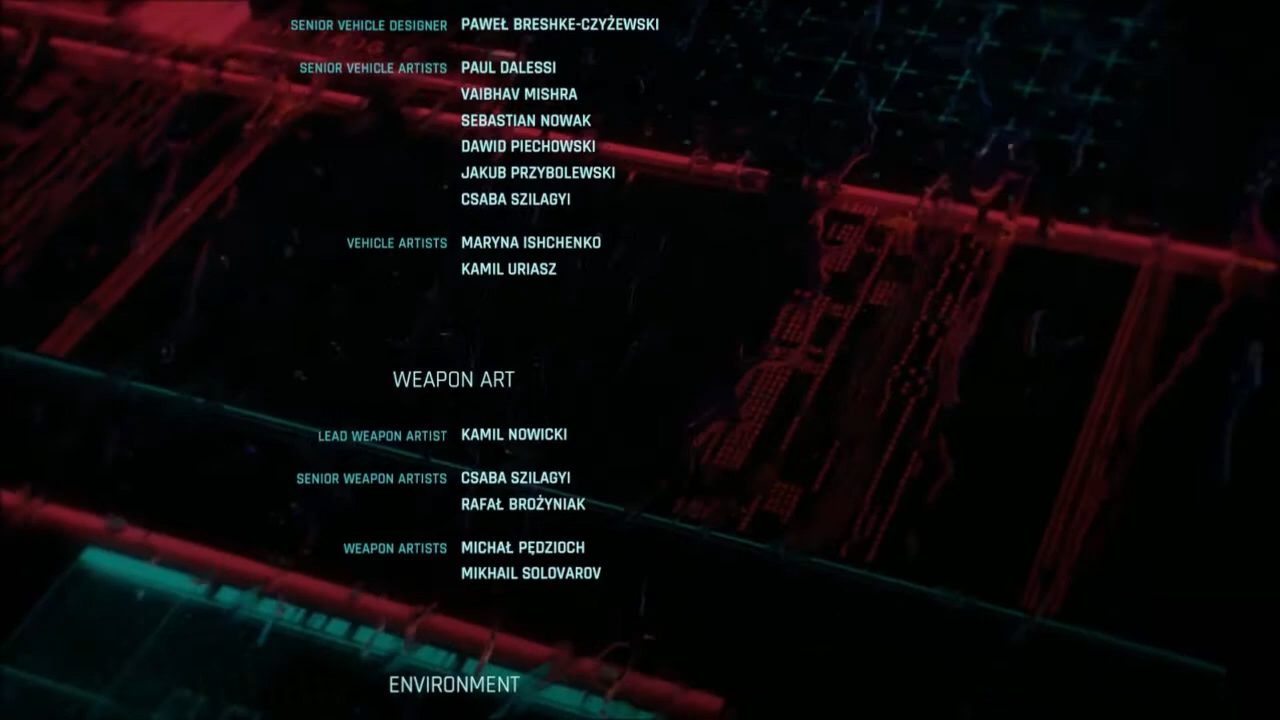 SENIOR VEHICLE DESIGNER PAWEŁ BRESHKE-CZYŻEWSKI
SENIOR VEHICLE ARTISTS PAUL DALESSI
VAIBHAV MISHRA
SEBASTIAN NOWAK
DAWID PIECHOWSKI
JAKUB PRZYBOLEWSKI
CSABA SZILAGYI
VEHICLE ARTISTS MARYNA ISHCHENKO
KAMIL URIASZ
WEAPON ART
LEAD WEAPON ARTIST KAMIL NOWICKI
SENIOR WEAPON ARTISTS CSABA SZILAGYI
RAFAŁ BROŻYNIAK
WEAPON ARTISTS MICHAŁ PĘDZIOCH
MIKHAIL SOLOVAROV
ENVIRONMENT